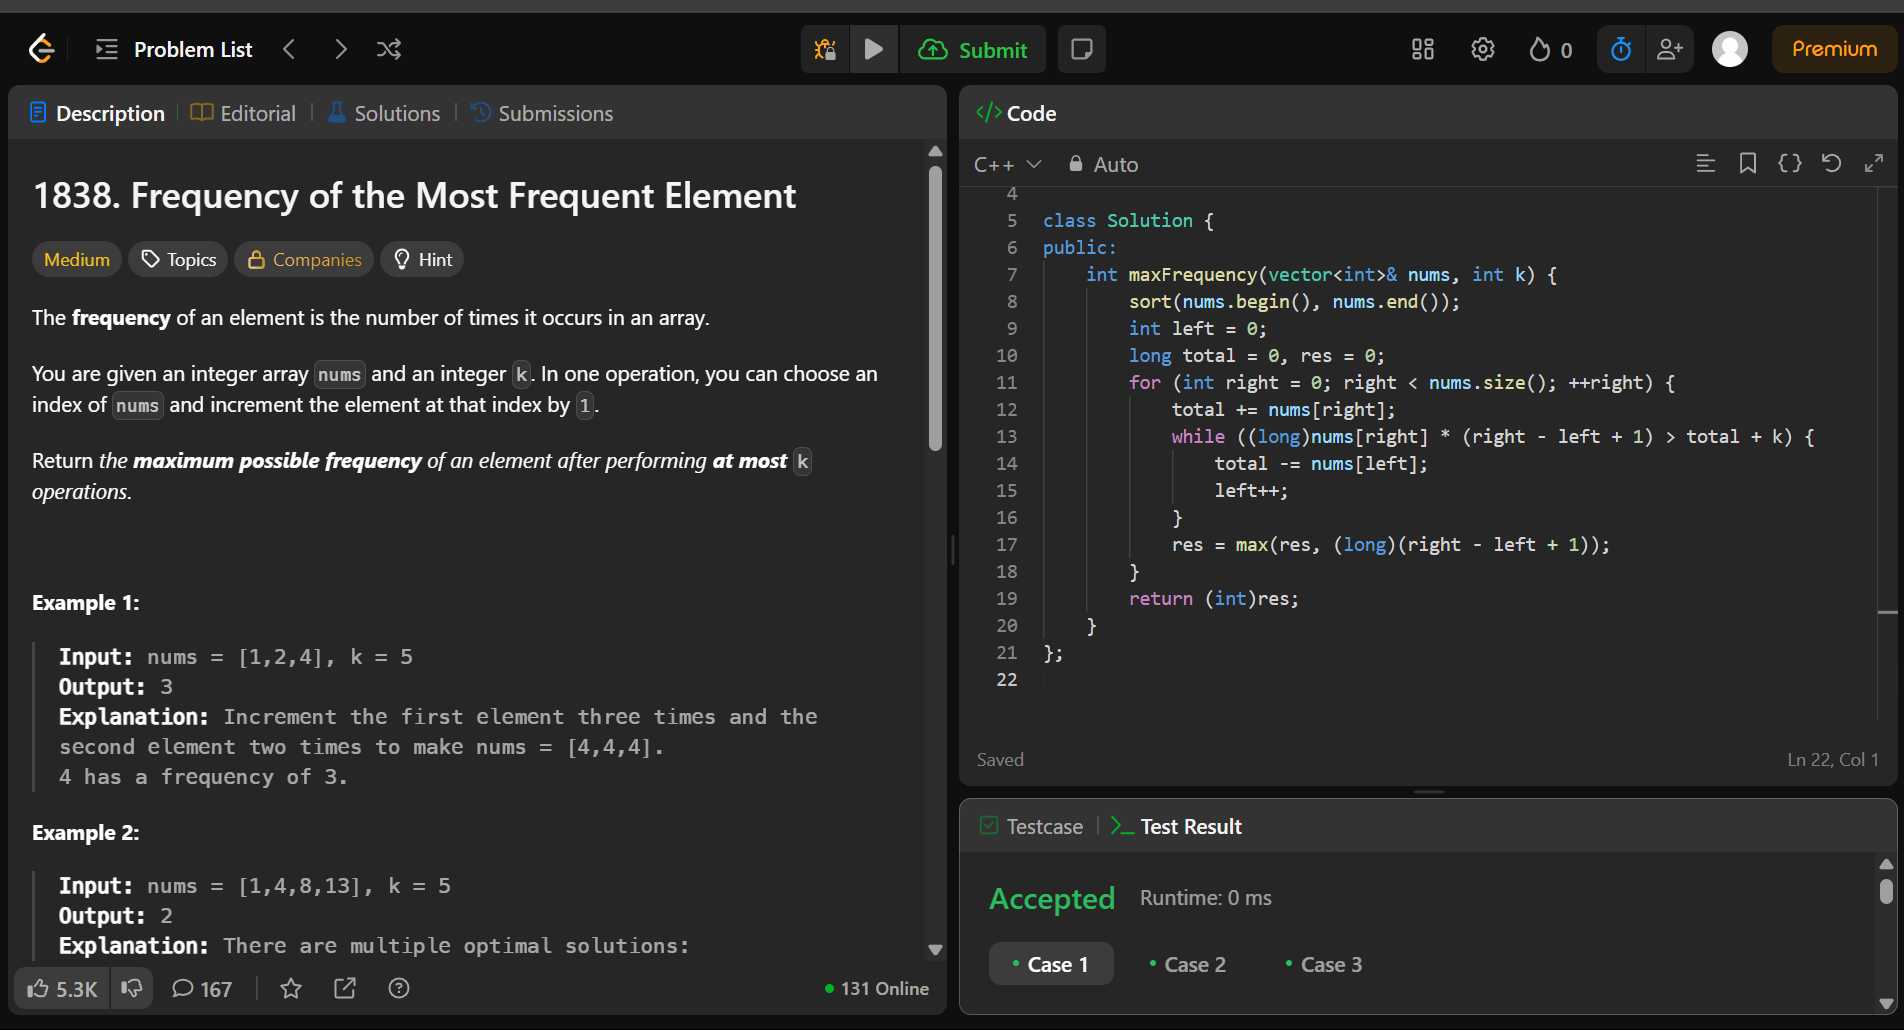 Problem List
Submit
0
Premium
Description
Editorial
Solutions
Submissions
1838. Frequency of the Most Frequent Element
Medium
Topics
Companies
Hint
The frequency of an element is the number of times it occurs in an array.
You are given an integer array nums and an integer k. In one operation, you can choose an
index of nums and increment the element at that index by 1.
Return the maximum possible frequency of an element after performing at most k
operations.
Example 1:
Input: nums = [1,2,4], k = 5
Output: 3
Explanation: Increment the first element three times and the
second element two times to make nums = [4,4,4].
4 has a frequency of 3.
Example 2:
Input: nums = [1,4,8,13], k = 5
Output: 2
Explanation: There are multiple optimal solutions:
5.3K
167
131 Online
</> Code
C++
Auto
4
5 class Solution {
6 public:
7     int maxFrequency(vector<int>& nums, int k) {
8         sort(nums.begin(), nums.end());
9         int left = 0;
10         long total = 0, res = 0;
11         for (int right = 0; right < nums.size(); ++right) {
12             total += nums[right];
13             while ((long)nums[right] * (right - left + 1) > total + k) {
14                 total -= nums[left];
15                 left++;
16             }
17             res = max(res, (long)(right - left + 1));
18         }
19         return (int)res;
20     }
21 };
22
Saved
Ln 22, Col 1
Testcase
Test Result
Accepted
Runtime: 0 ms
Case 1
Case 2
Case 3